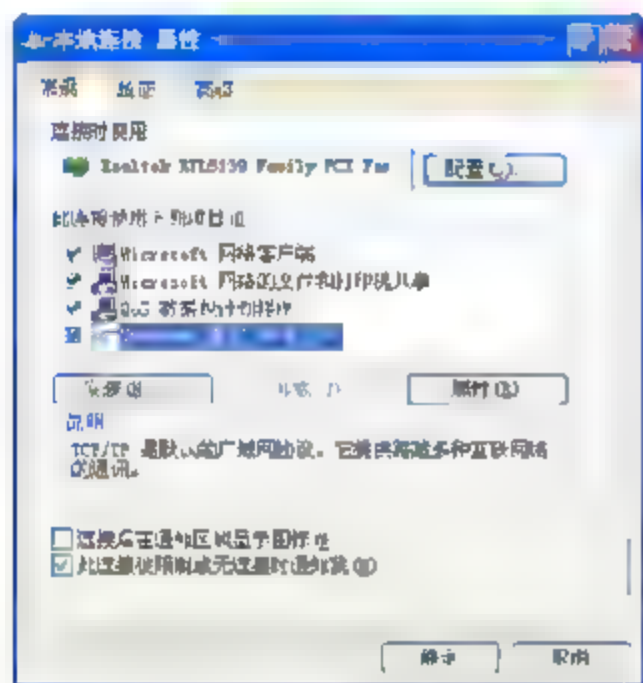 本地连接 属性
常规 验证 高级
连接时使用
Realtek RTL8139 Family PCI Fas 配置(C)...
此连接使用下列项目(O)
Microsoft 网络客户端
Microsoft 网络的文件和打印机共享
QoS 数据包计划程序
安装(N) 卸载(U) 属性(R)
说明
TCP/IP 是默认的广域网协议。它提供跨越多种互联网络
的通讯。
连接后在通知区域显示图标(W)
此连接被限制或无连接时通知我(M)
确定 取消